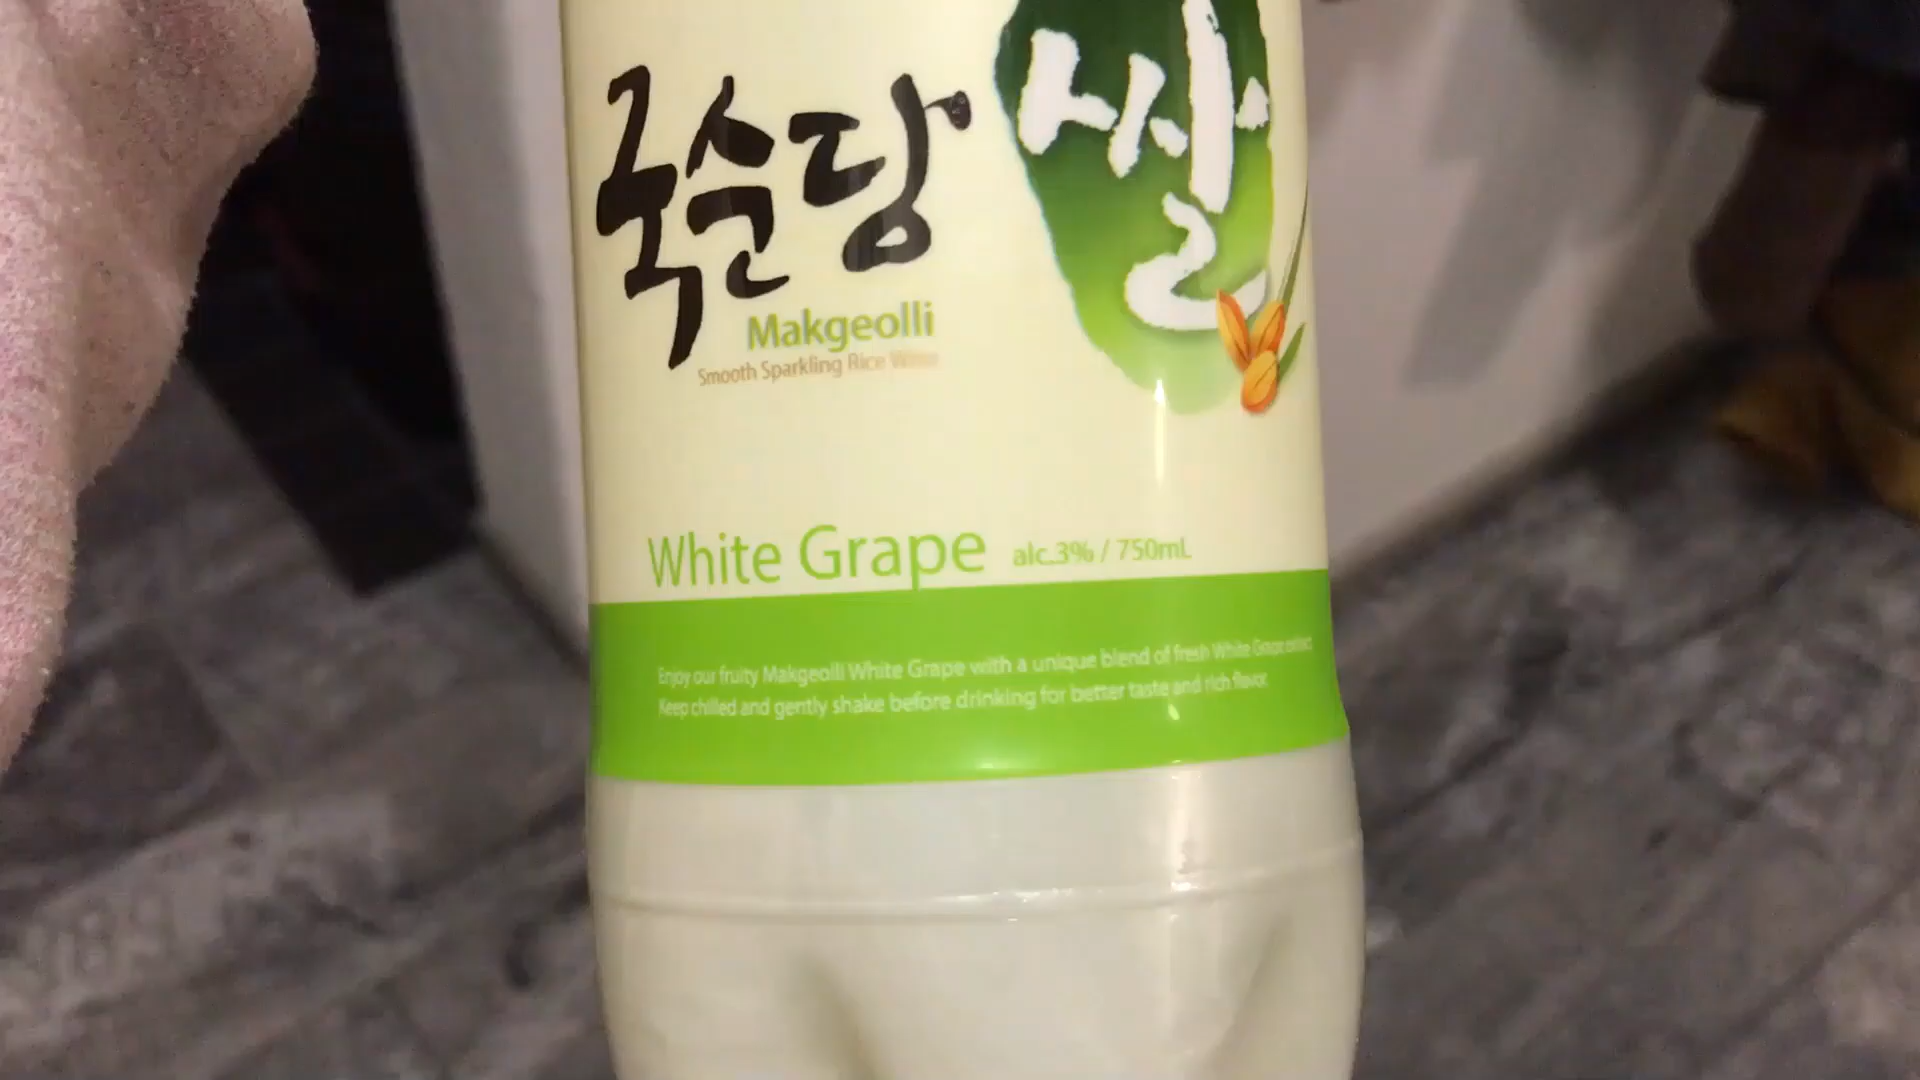 국순당
쌀
Makgeolli
Smooth Sparkling Rice Wine
White Grape alc.3% / 750mL
Enjoy our fruity Makgeolli White Grape with a unique blend of fresh White Grape extract
Keep chilled and gently shake before drinking for better taste and rich flavor.